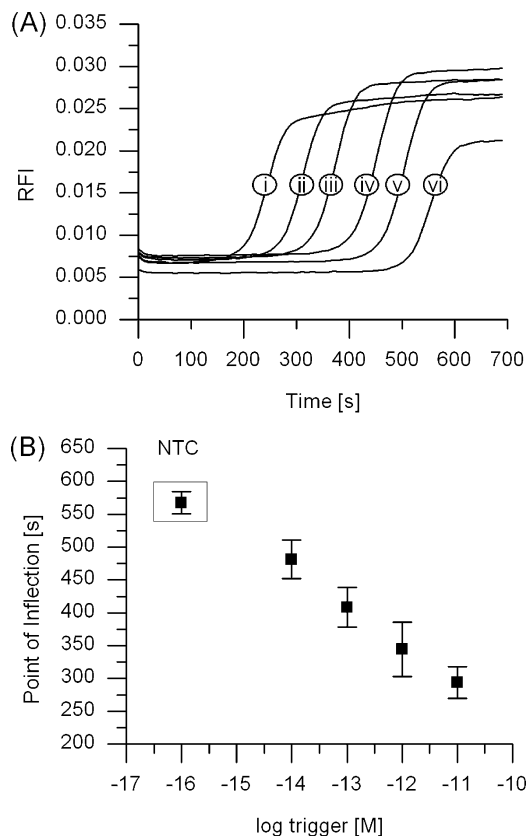 (A)
0.035
0.030
0.025
0.020
0.015
0.010
0.005
0.000
RFI
i ii iii iv v vi
0 100 200 300 400 500 600 700
Time [s]
(B)
NTC
650
600
550
500
450
400
350
300
250
200
Point of Inflection [s]
-17 -16 -15 -14 -13 -12 -11 -10
log trigger [M]